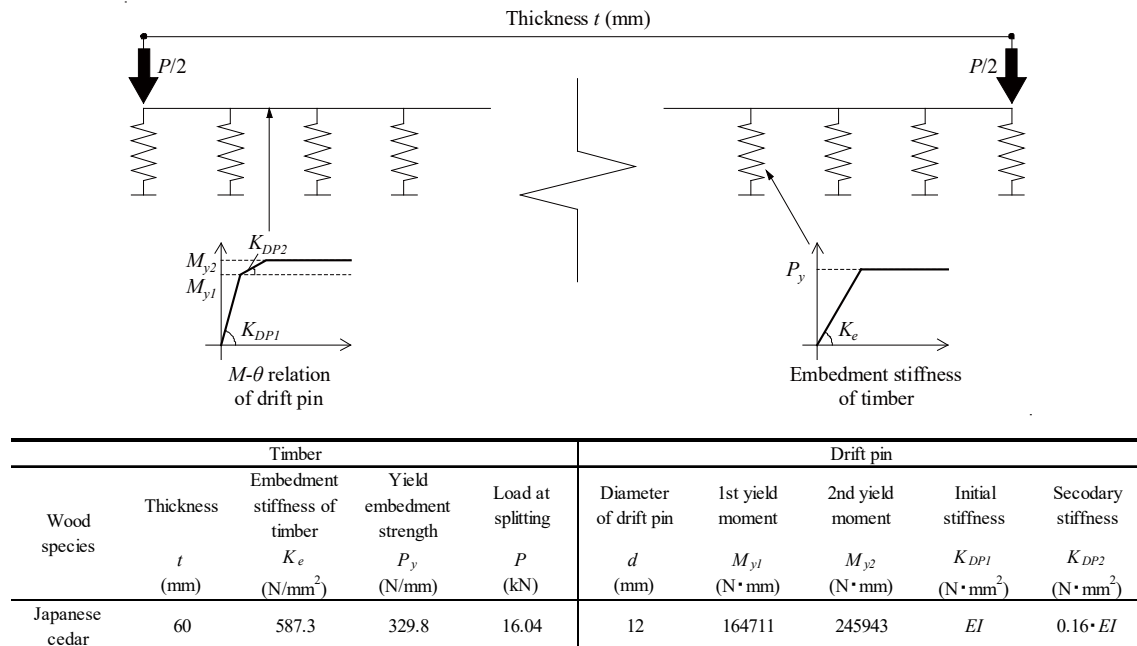 Thickness t (mm)
P/2
P/2
M_y2
M_y1
K_DP2
K_DP1
P_y
K_e
M-θ relation
of drift pin
Embedment stiffness
of timber
Timber
Drift pin
Wood
species
Thickness
t
(mm)
Embedment
stiffness of
timber
K_e
(N/mm²)
Yield
embedment
strength
P_y
(N/mm)
Load at
splitting
P
(kN)
Diameter
of drift pin
d
mm
1st yield
moment
M_y1
(N・mm)
2nd yield
moment
M_y2
(N・mm)
Initial
stiffness
K_DP1
(N・mm²)
Secodary
stiffness
K_DP2
(N・mm²)
Japanese
cedar
60
587.3
329.8
16.04
12
164711
245943
EI
0.16・EI